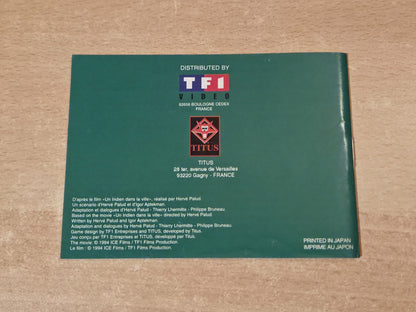 DISTRIBUTED BY
TF1
VIDEO
92656 BOULOGNE CEDEX
FRANCE
TITUS
TITUS
28 ter, avenue de Versailles
93220 Gagny - FRANCE
D'après le film «Un Indien dans la ville», réalisé par Hervé Palud.
Un scénario d'Hervé Palud et d'Igor Aptekman.
Adaptation et dialogues d'Hervé Palud - Thierry Lhermitte - Philippe Bruneau.
Based on the movie «Un Indien dans la ville» directed by Hervé Palud.
Written by Hervé Palud and Igor Aptekman.
Adaptation and dialogues by Hervé Palud - Thierry Lhermitte - Philippe Bruneau.
Game design by TF1 Entreprises and TITUS, developed by Titus.
Jeu conçu par TF1 Entreprises et TITUS, développé par Titus.
The movie: © 1994 ICE Films / TF1 Films Production.
Le film : © 1994 ICE Films / TF1 Films Production.
PRINTED IN JAPAN
IMPRIME AU JAPON